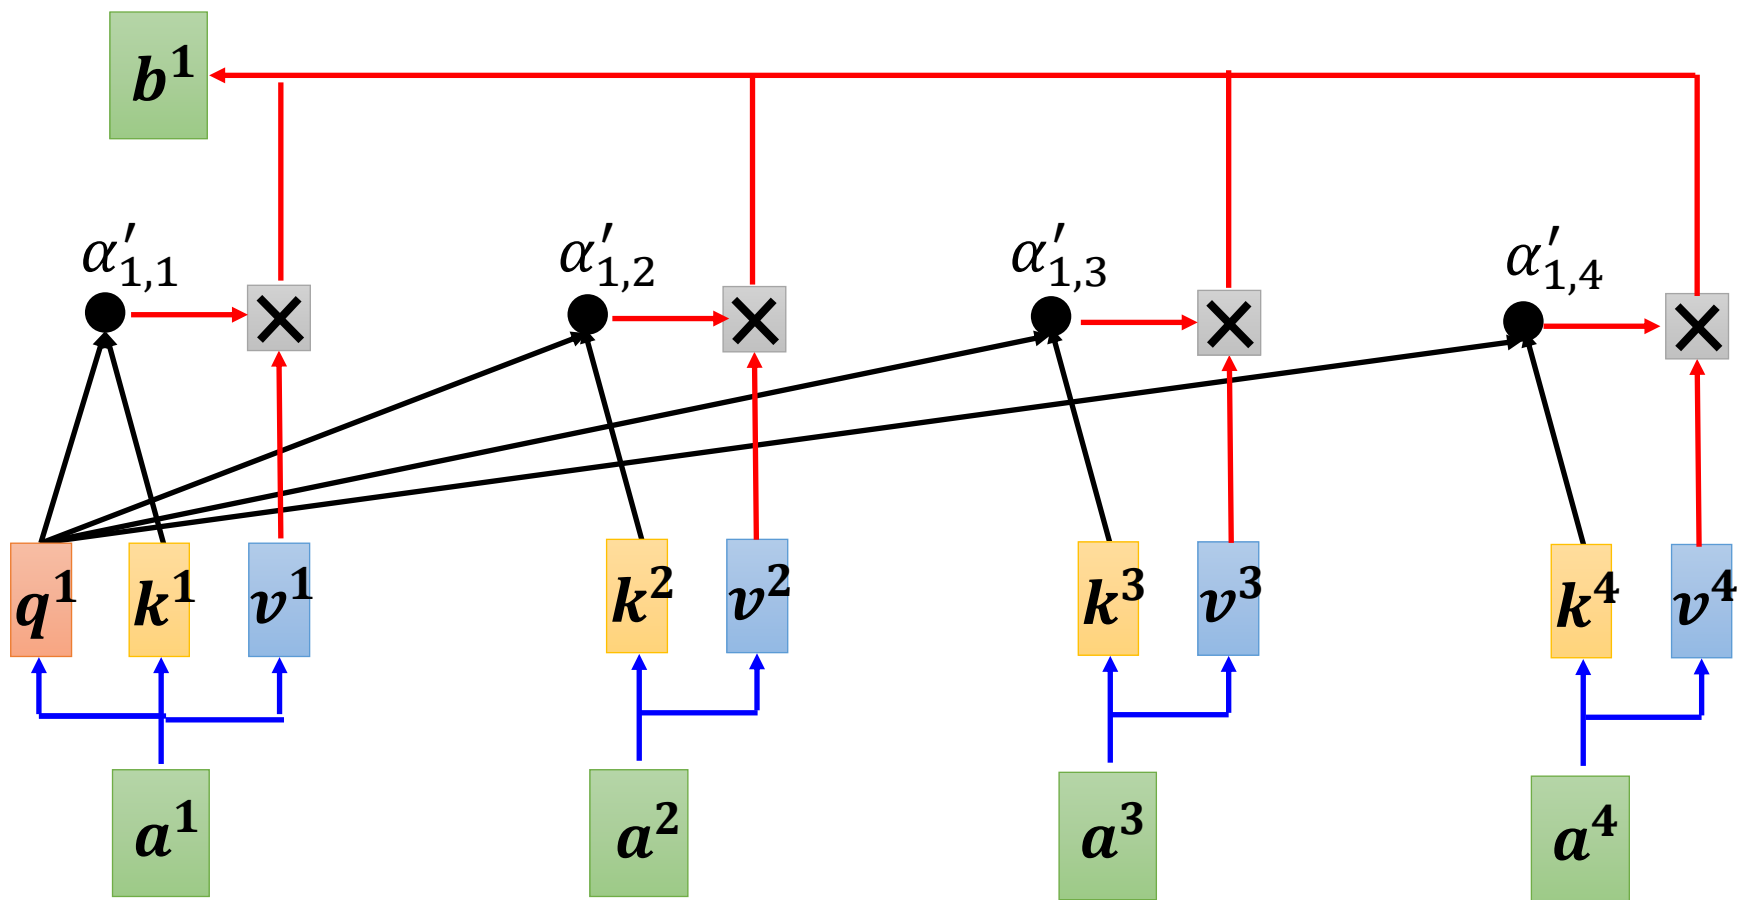 b¹
α′₁,₁ α′₁,₂ α′₁,₃ α′₁,₄
× × × ×
q¹ k¹ v¹ k² v² k³ v³ k⁴ v⁴
a¹ a² a³ a⁴